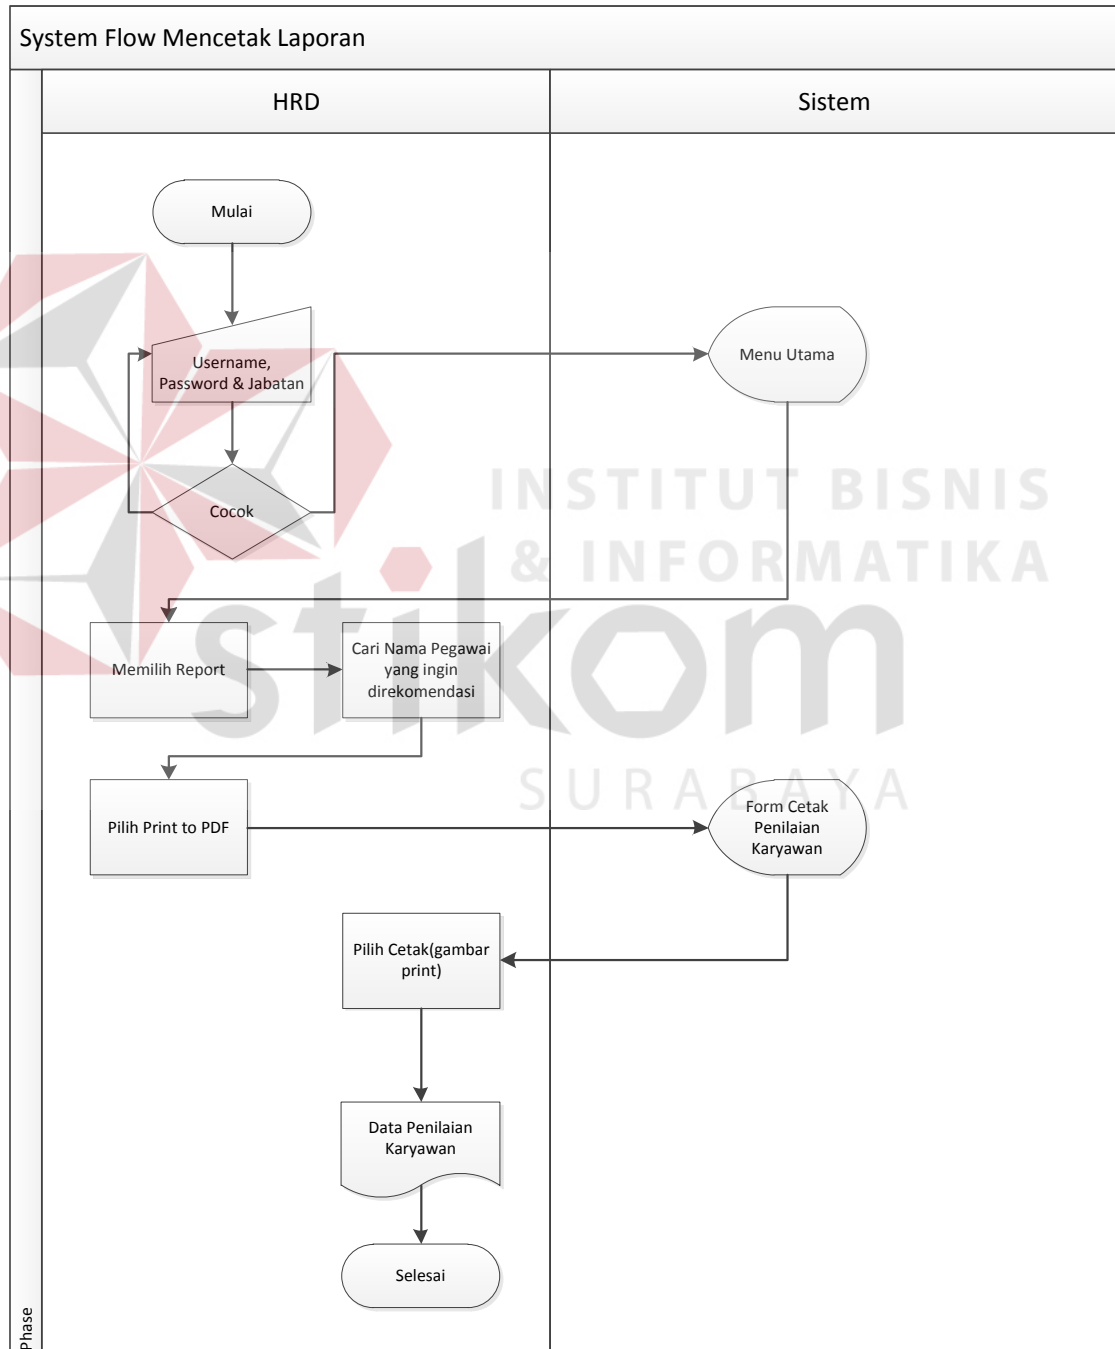 System Flow Mencetak Laporan
HRD
Sistem
Mulai
Username,
Password & Jabatan
Menu Utama
Cocok
INSTITUT BISNIS
& INFORMATIKA
stikom
SURABAYA
Memilih Report
Cari Nama Pegawai
yang ingin
direkomendasi
Pilih Print to PDF
Form Cetak
Penilaian
Karyawan
Pilih Cetak(gambar
print)
Data Penilaian
Karyawan
Selesai
Phase